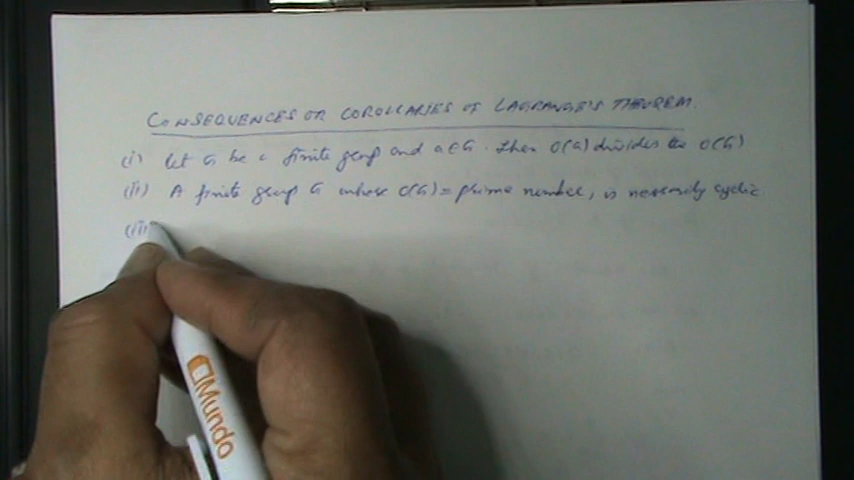 CONSEQUENCES OR COROLLARIES OF LAGRANGE'S THEOREM.
(i) Let G be a finite group and a∈G. Then O(a) divides the O(G)
(ii) A finite group G whose O(G) = prime number, is necessarily cyclic.
(iii)
Mundo